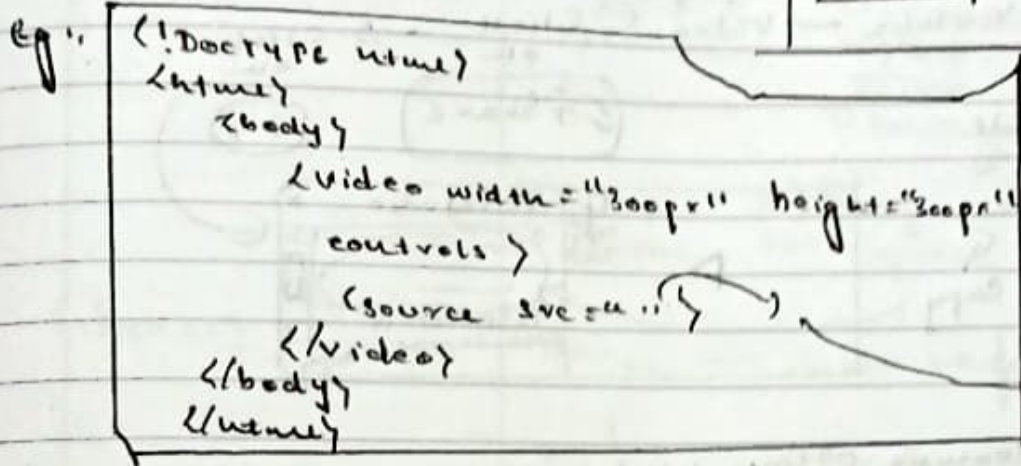 Eg:.
<!Doctype html>
<html>
<body>
<video width="300px" height="300px"
controls>
<source src="..">
</video>
</body>
</html>